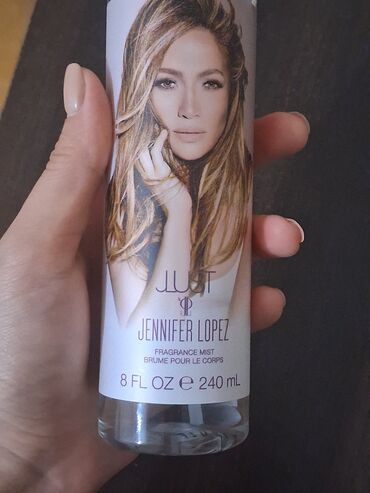 JLUST
JENNIFER LOPEZ
FRAGRANCE MIST
BRUME POUR LE CORPS
8 FL OZ ℮ 240 mL